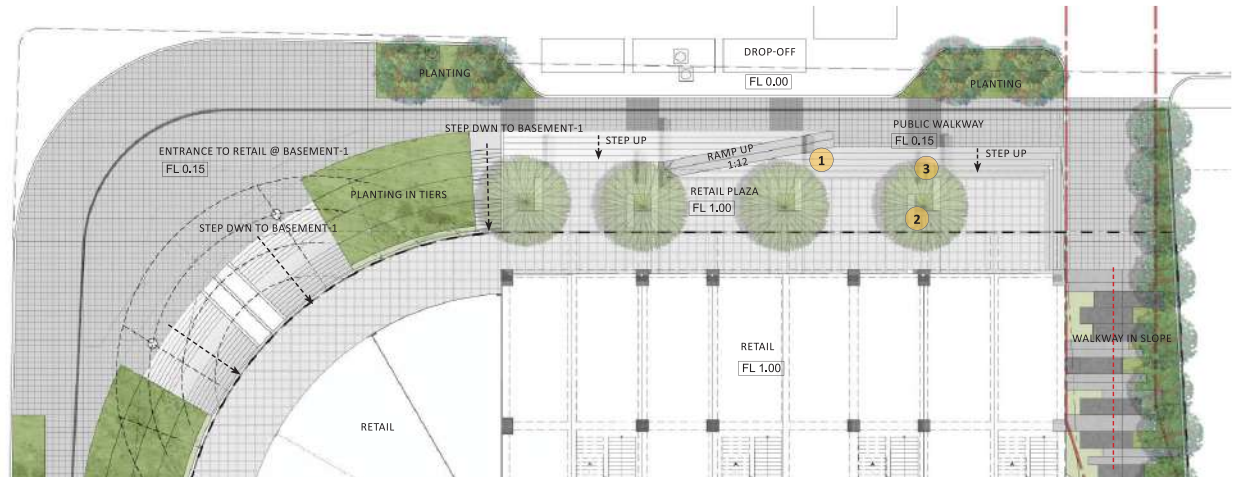 DROP-OFF
FL 0.00
PLANTING
PLANTING
STEP DWN TO BASEMENT-1
PUBLIC WALKWAY
FL 0.15
STEP UP
ENTRANCE TO RETAIL @ BASEMENT-1
FL 0.15
RAMP UP
1:12
1
3
STEP UP
PLANTING IN TIERS
RETAIL PLAZA
FL 1.00
2
STEP DWN TO BASEMENT-1
WALKWAY IN SLOPE
RETAIL
FL 1.00
RETAIL